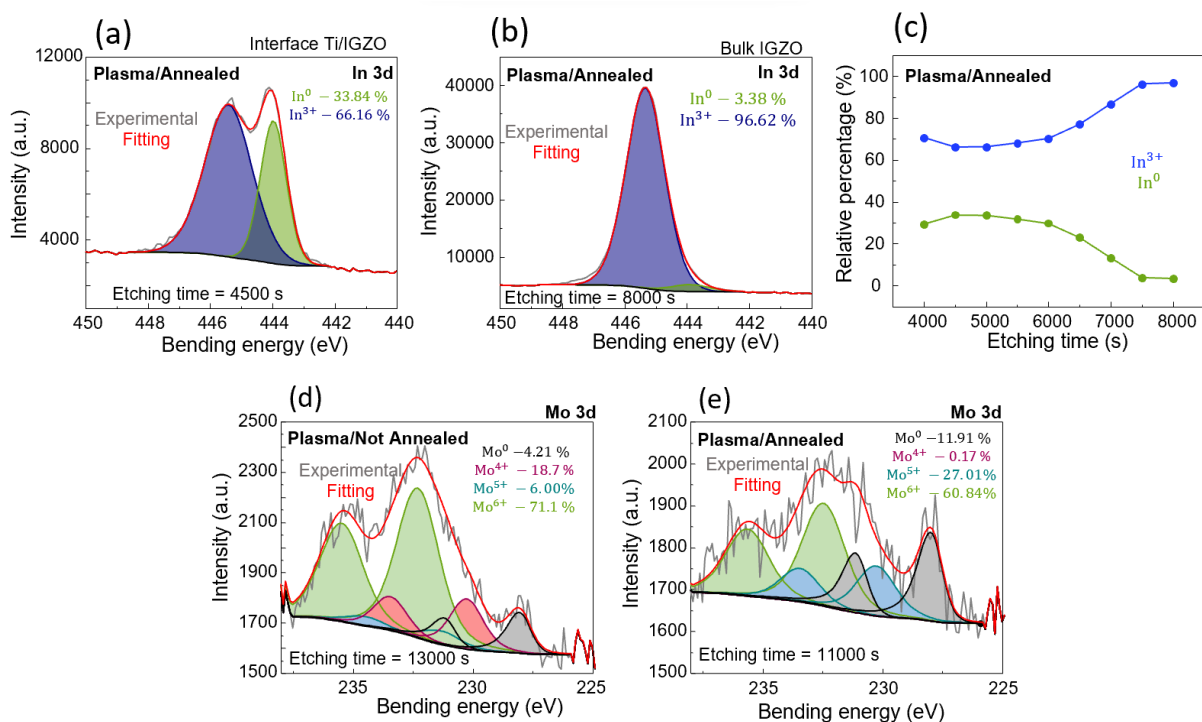 (a)
Interface Ti/IGZO
12000
10000
8000
4000
Intensity (a.u.)
Plasma/Annealed
In 3d
In⁰ − 33.84 %
In³⁺ − 66.16 %
Experimental
Fitting
Etching time = 4500 s
450 448 446 444 442 440
Bending energy (eV)
(b)
Bulk IGZO
40000
30000
20000
10000
Intensity (a.u.)
Plasma/Annealed
In 3d
In⁰ − 3.38 %
In³⁺ − 96.62 %
Experimental
Fitting
Etching time = 8000 s
450 448 446 444 442 440
Bending energy (eV)
(c)
Plasma/Annealed
100
80
60
40
20
0
Relative percentage (%)
In³⁺
In⁰
4000 5000 6000 7000 8000
Etching time (s)
(d)
Mo 3d
2500
2300
2100
1900
1700
1500
Intensity (a.u.)
Plasma/Not Annealed
Experimental
Fitting
Mo⁰ −4.21 %
Mo⁴⁺ − 18.7 %
Mo⁵⁺ − 6.00%
Mo⁶⁺ − 71.1 %
Etching time = 13000 s
235 230 225
Bending energy (eV)
(e)
Mo 3d
2100
2000
1900
1800
1700
1600
1500
Intensity (a.u.)
Plasma/Annealed
Experimental
Fitting
Mo⁰ −11.91 %
Mo⁴⁺ − 0.17 %
Mo⁵⁺ −27.01%
Mo⁶⁺ − 60.84%
Etching time = 11000 s
235 230 225
Bending energy (eV)